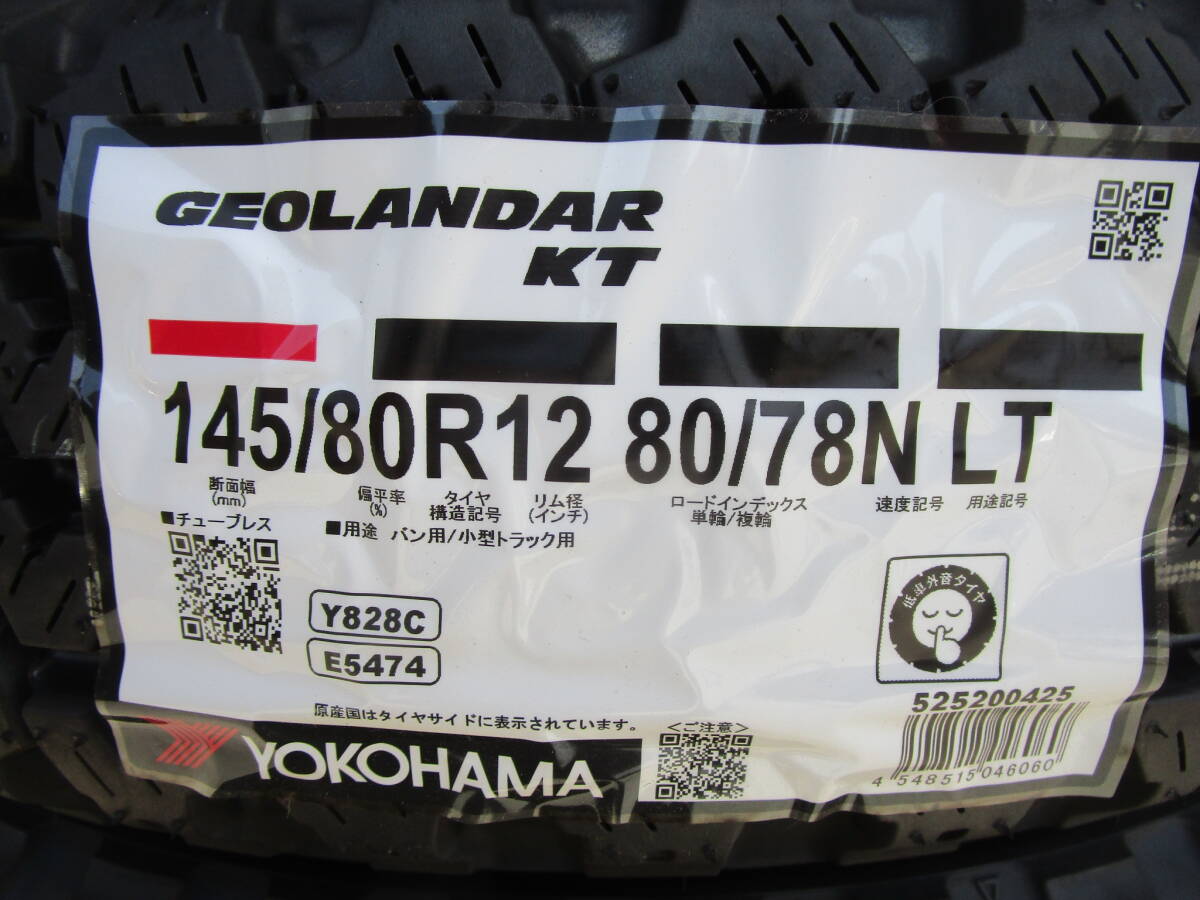 GEOLANDAR
KT
145/80R12 80/78N LT
断面幅
(mm)
偏平率
(%)
タイヤ
構造記号
リム径
(インチ)
ロードインデックス
単輪/複輪
速度記号
用途記号
■チューブレス
■用途 バン用/小型トラック用
低車外音タイヤ
Y828C
E5474
525200425
原産国はタイヤサイドに表示されています。
<ご注意>
YOKOHAMA
4 548515 046060